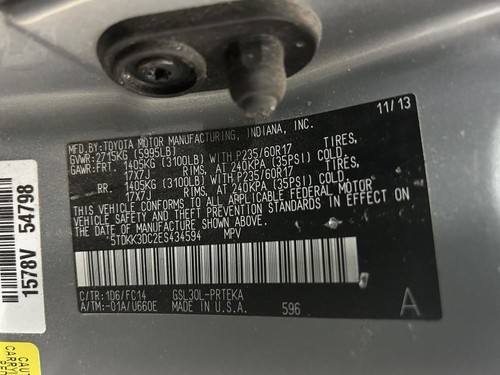 11/13
MFD.BY: TOYOTA MOTOR MANUFACTURING, INDIANA, INC.
GVWR: 2715KG (5995LB)
GAWR: FRT. 1405KG (3100LB) WITH P235/60R17 TIRES,
17X7J RIMS, AT 240KPA (35PSI) COLD.
RR. 1405KG (3100LB) WITH P235/60R17 TIRES,
17X7J RIMS, AT 240KPA (35PSI) COLD.
THIS VEHICLE CONFORMS TO ALL APPLICABLE FEDERAL MOTOR
VEHICLE SAFETY AND THEFT PREVENTION STANDARDS IN EFFECT ON
THE DATE OF MANUFACTURE SHOWN ABOVE.
*5TDKK3DC2ES434594 MPV
C/TR: 1D6/FC14 GSL30L-PRTEKA
A/TM: -01A/U660E MADE IN U.S.A. 596 A
1578V 54798
CAUT
CARRY